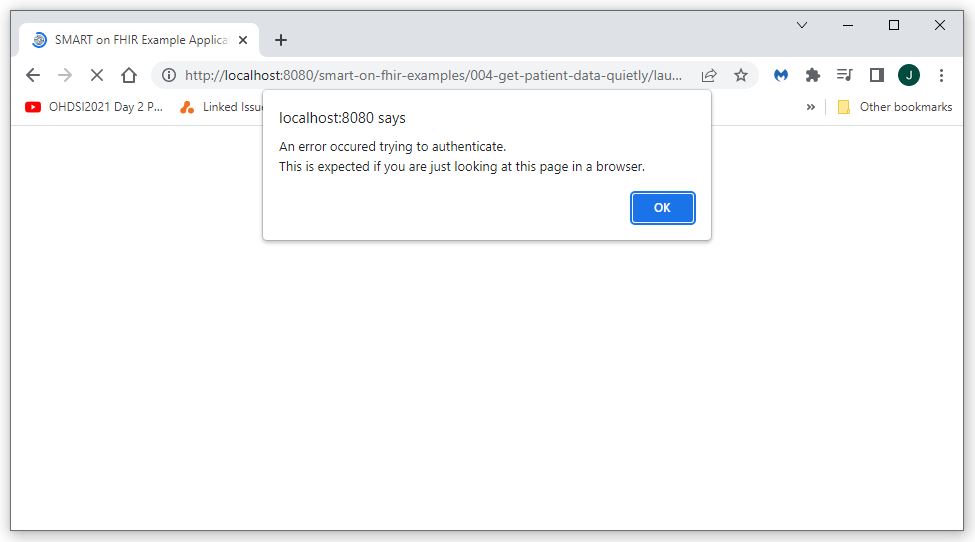 SMART on FHIR Example Applica
http://localhost:8080/smart-on-fhir-examples/004-get-patient-data-quietly/lau...
J
OHDSI2021 Day 2 P...
Linked Issu
»
Other bookmarks
localhost:8080 says
An error occured trying to authenticate.
This is expected if you are just looking at this page in a browser.
OK